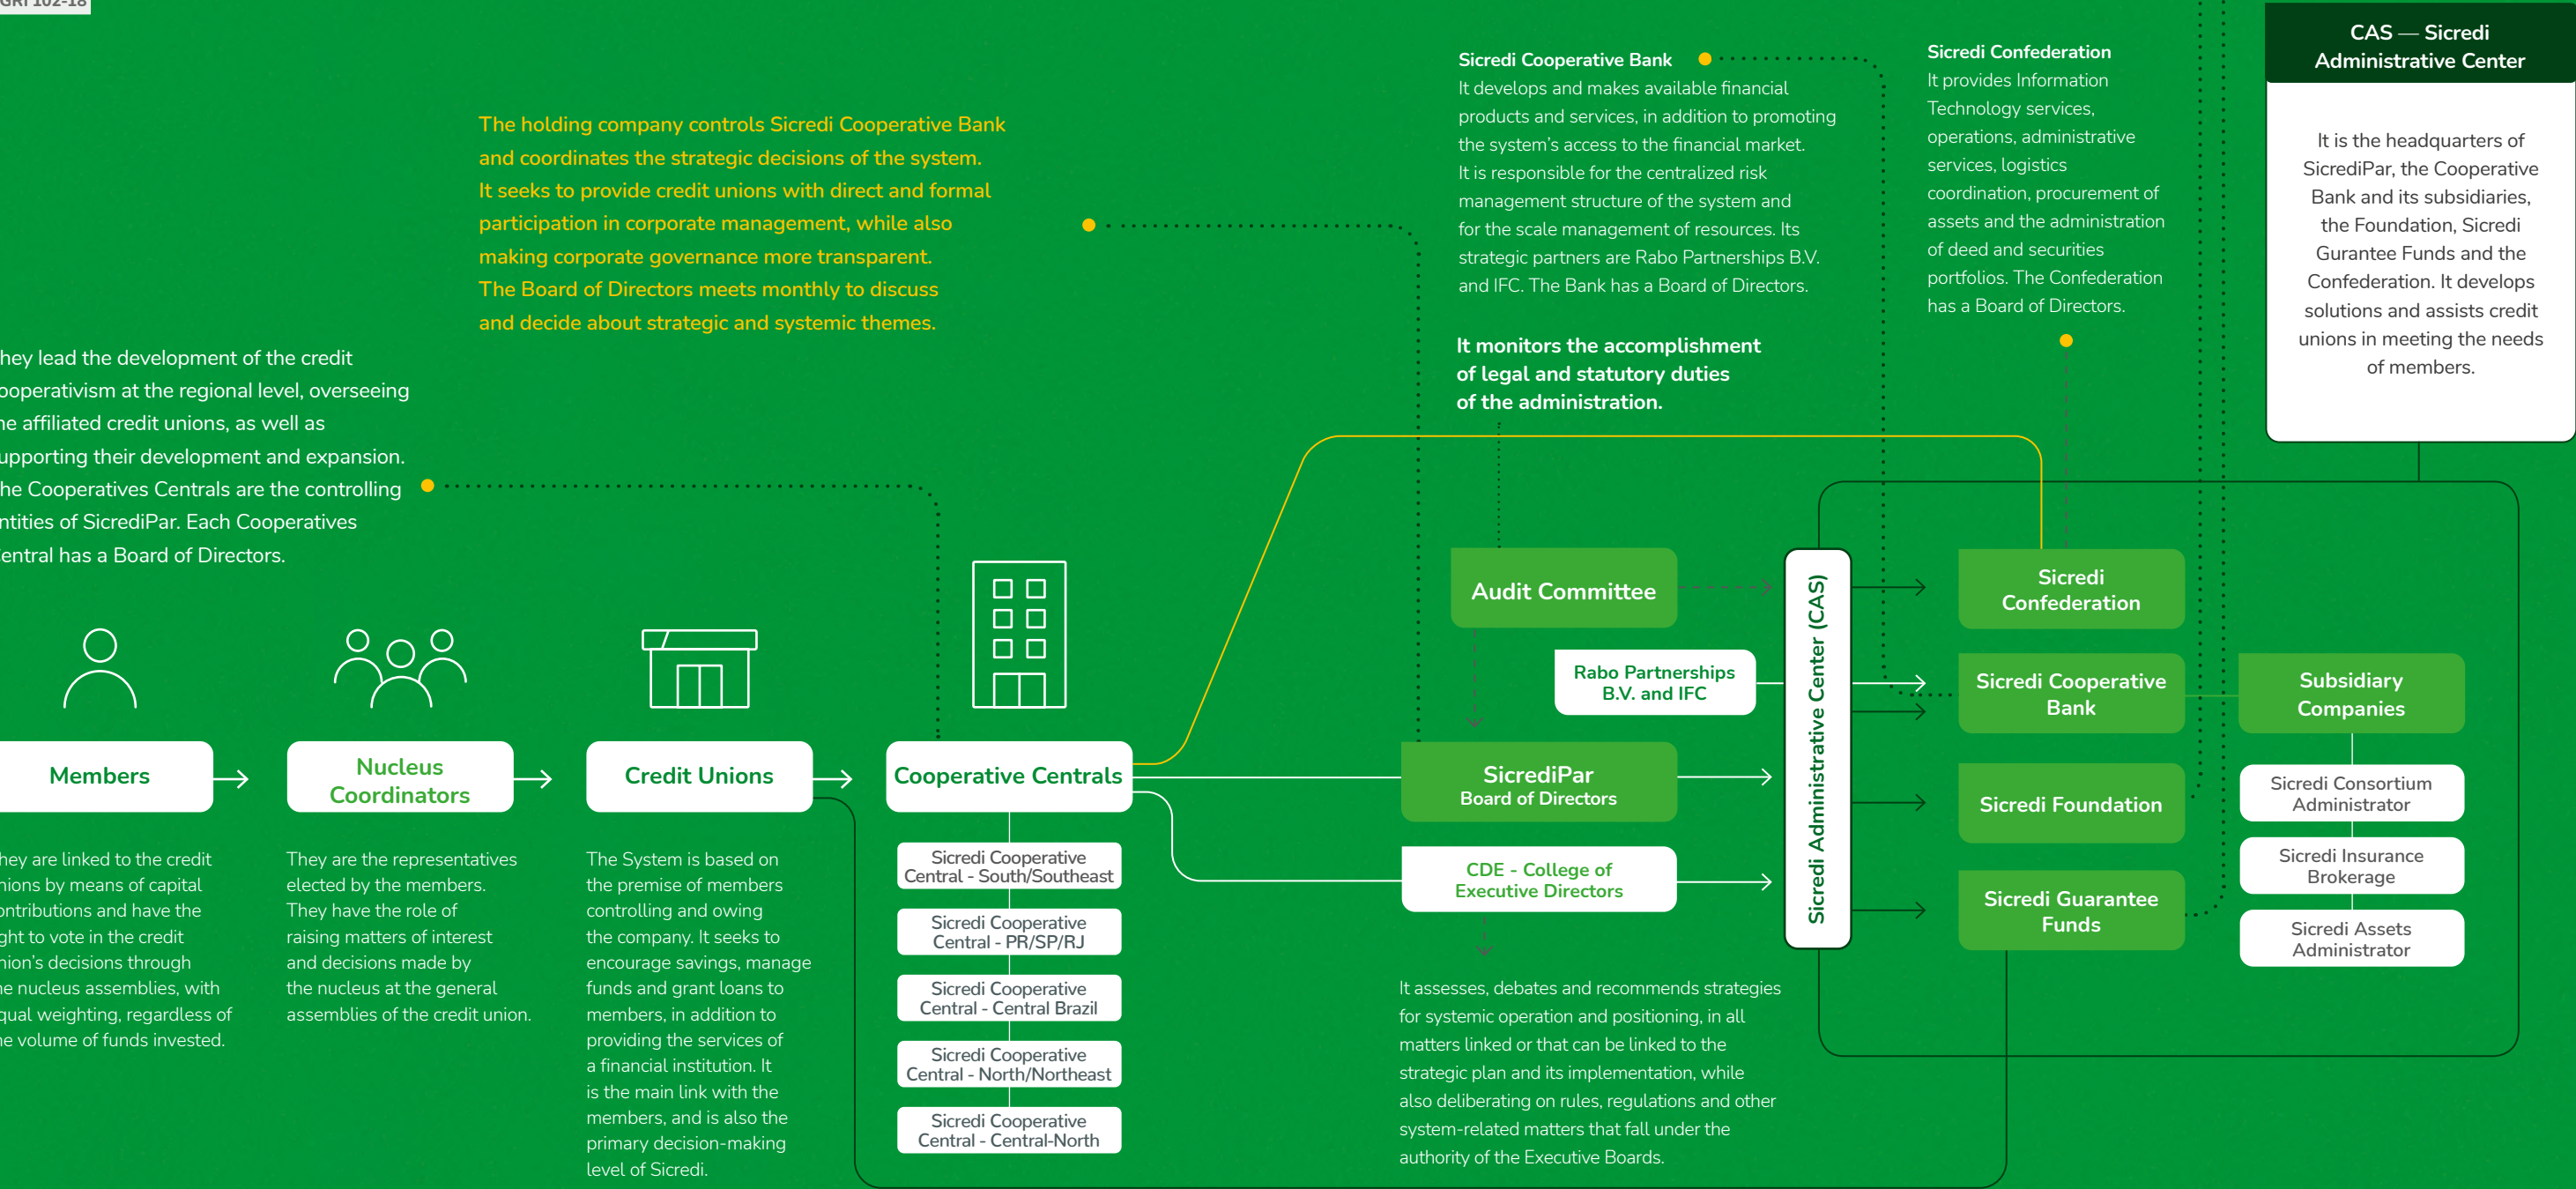 GRI 102-18
CAS — Sicredi
Administrative Center
It is the headquarters of
SicrediPar, the Cooperative
Bank and its subsidiaries,
the Foundation, Sicredi
Gurantee Funds and the
Confederation. It develops
solutions and assists credit
unions in meeting the needs
of members.
Sicredi Confederation
It provides Information
Technology services,
operations, administrative
services, logistics
coordination, procurement of
assets and the administration
of deed and securities
portfolios. The Confederation
has a Board of Directors.
Sicredi Cooperative Bank
It develops and makes available financial
products and services, in addition to promoting
the system's access to the financial market.
It is responsible for the centralized risk
management structure of the system and
for the scale management of resources. Its
strategic partners are Rabo Partnerships B.V.
and IFC. The Bank has a Board of Directors.
It monitors the accomplishment
of legal and statutory duties
of the administration.
The holding company controls Sicredi Cooperative Bank
and coordinates the strategic decisions of the system.
It seeks to provide credit unions with direct and formal
participation in corporate management, while also
making corporate governance more transparent.
The Board of Directors meets monthly to discuss
and decide about strategic and systemic themes.
hey lead the development of the credit
ooperativism at the regional level, overseeing
he affiliated credit unions, as well as
upporting their development and expansion.
he Cooperatives Centrals are the controlling
ntities of SicrediPar. Each Cooperatives
entral has a Board of Directors.
Members
hey are linked to the credit
nions by means of capital
ontributions and have the
ght to vote in the credit
nion's decisions through
he nucleus assemblies, with
qual weighting, regardless of
he volume of funds invested.
Nucleus
Coordinators
They are the representatives
elected by the members.
They have the role of
raising matters of interest
and decisions made by
the nucleus at the general
assemblies of the credit union.
Credit Unions
The System is based on
the premise of members
controlling and owing
the company. It seeks to
encourage savings, manage
funds and grant loans to
members, in addition to
providing the services of
a financial institution. It
is the main link with the
members, and is also the
primary decision-making
level of Sicredi.
Cooperative Centrals
Sicredi Cooperative
Central - South/Southeast
Sicredi Cooperative
Central - PR/SP/RJ
Sicredi Cooperative
Central - Central Brazil
Sicredi Cooperative
Central - North/Northeast
Sicredi Cooperative
Central - Central-North
Audit Committee
Rabo Partnerships
B.V. and IFC
SicrediPar
Board of Directors
CDE - College of
Executive Directors
It assesses, debates and recommends strategies
for systemic operation and positioning, in all
matters linked or that can be linked to the
strategic plan and its implementation, while
also deliberating on rules, regulations and other
system-related matters that fall under the
authority of the Executive Boards.
Sicredi Administrative Center (CAS)
Sicredi
Confederation
Sicredi Cooperative
Bank
Sicredi Foundation
Sicredi Guarantee
Funds
Subsidiary
Companies
Sicredi Consortium
Administrator
Sicredi Insurance
Brokerage
Sicredi Assets
Administrator